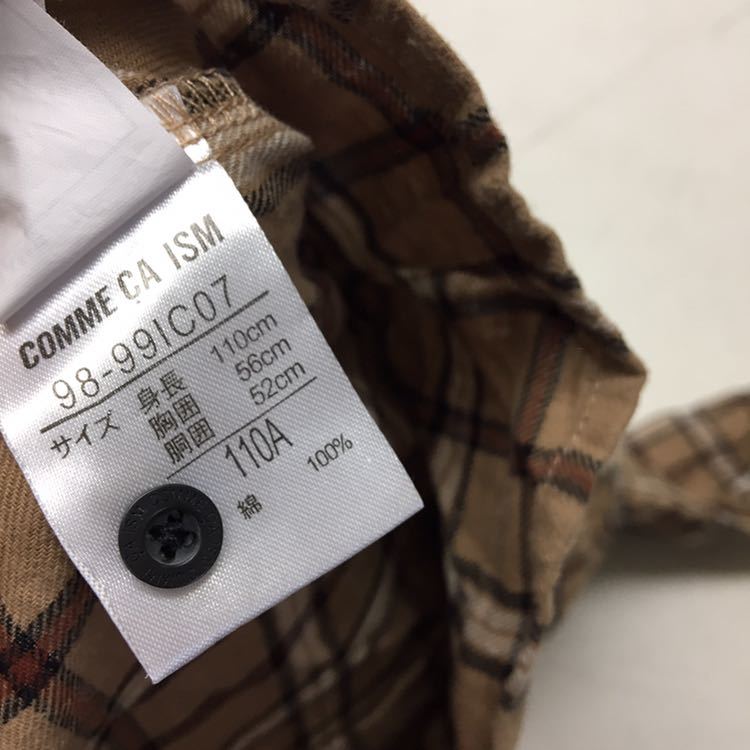 COMME ÇA ISM
98-99IC07
サイズ 身長 110cm
胸囲 56cm
胴囲 52cm
110A
綿 100%